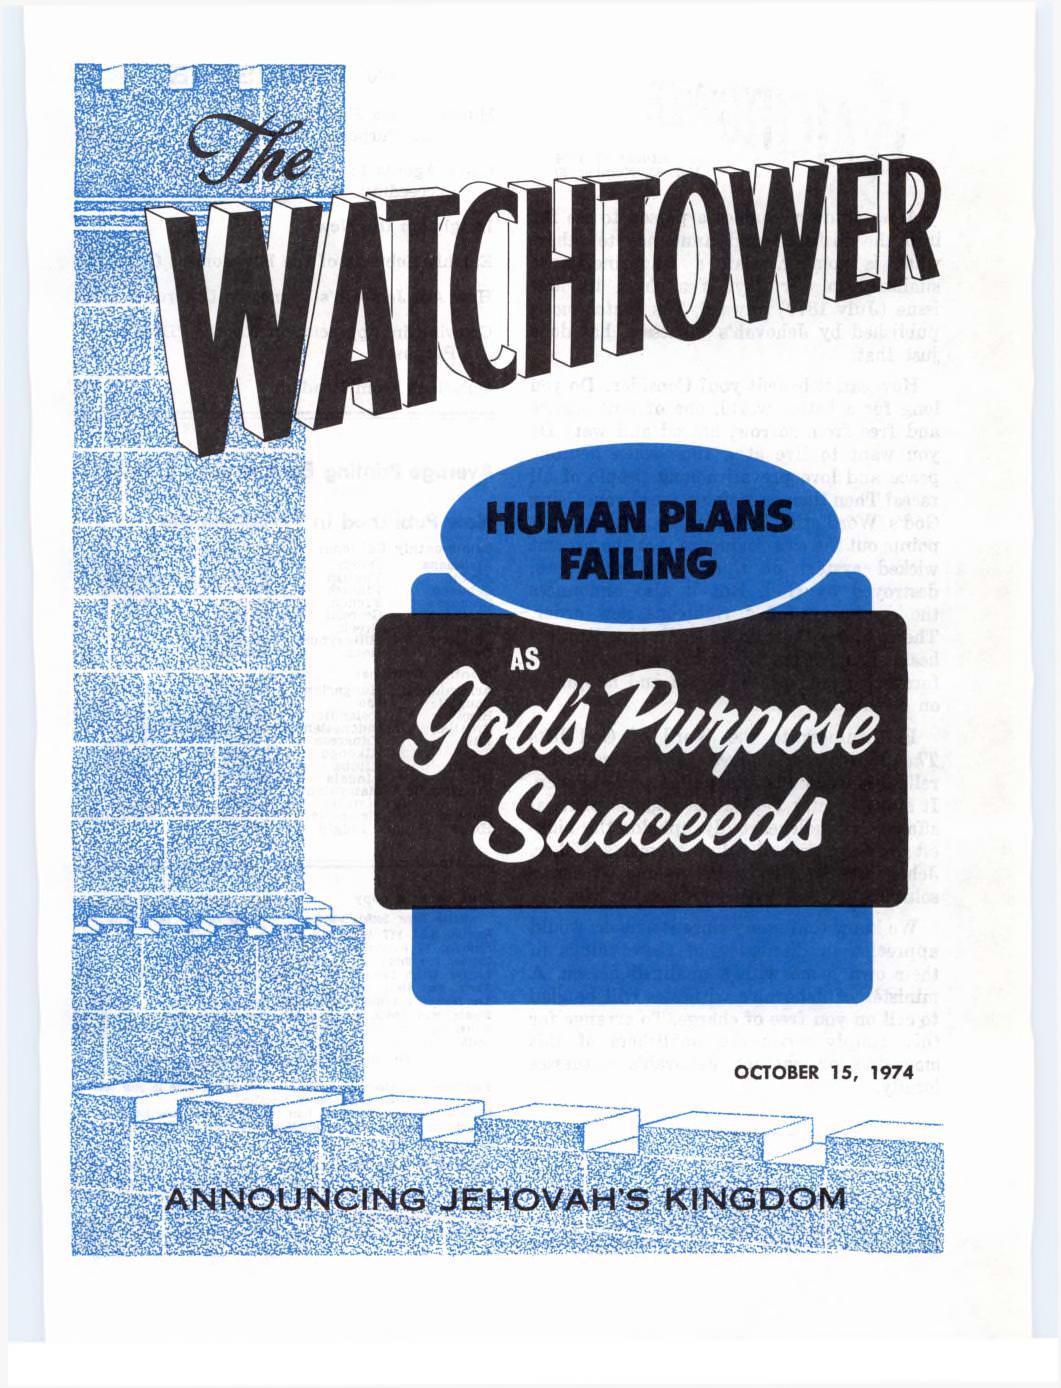 The
WATCHTOWER
HUMAN PLANS
FAILING
AS
God's Purpose
Succeeds
OCTOBER 15, 1974
ANNOUNCING JEHOVAH'S KINGDOM